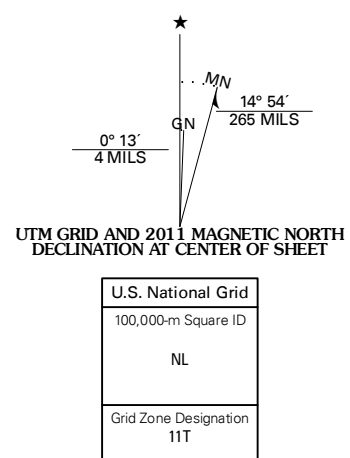 ★
MN
GN
14° 54´
265 MILS
0° 13´
4 MILS
UTM GRID AND 2011 MAGNETIC NORTH
DECLINATION AT CENTER OF SHEET
U.S. National Grid
100,000-m Square ID
NL
Grid Zone Designation
11T